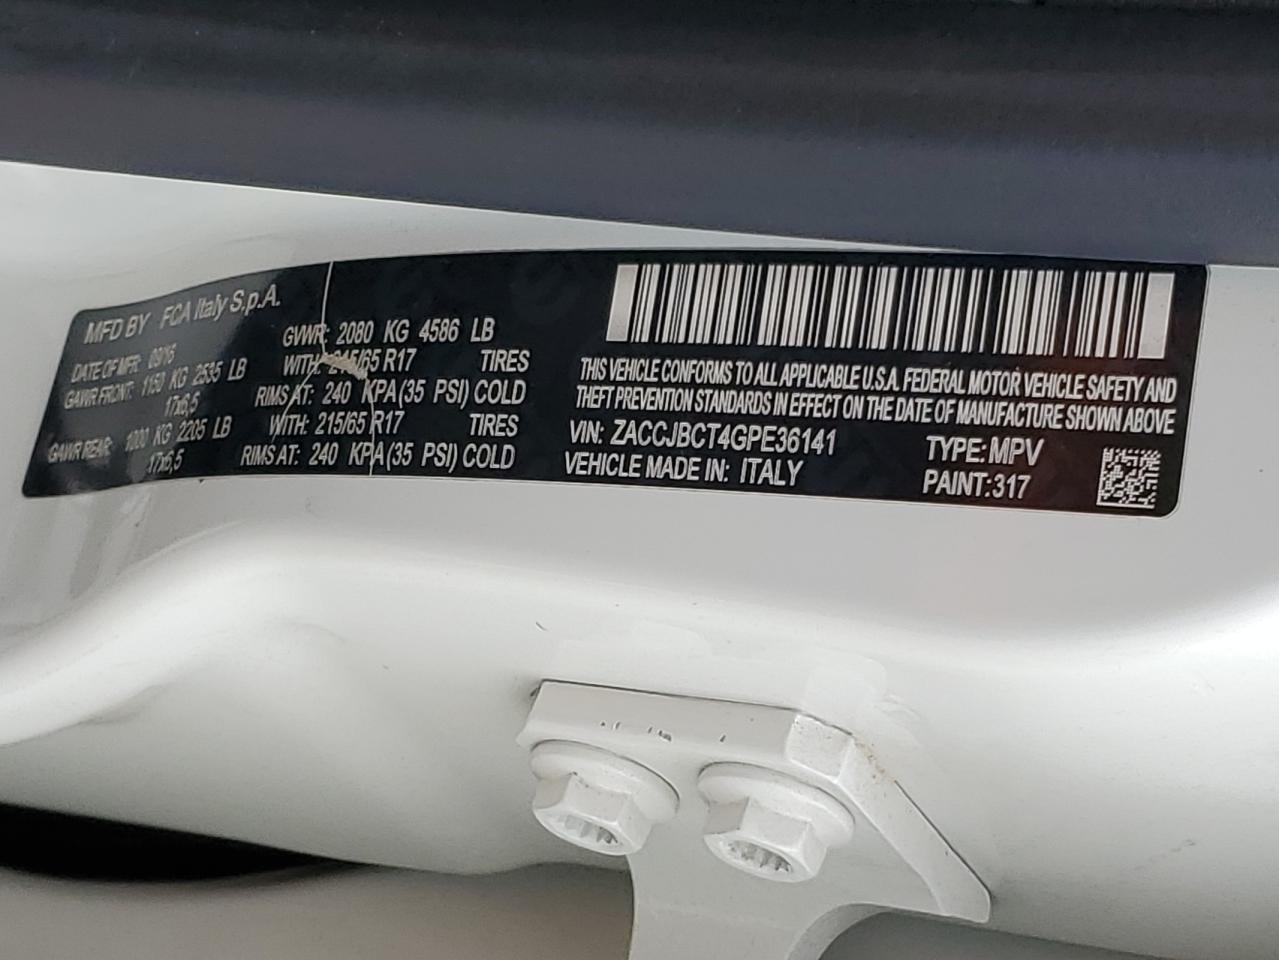 MFD BY FCA Italy S.p.A.
DATE OF MFR: 09/16 GVWR: 2080 KG 4586 LB
GAWR FRONT: 1150 KG 2535 LB WITH: 215/65 R17 TIRES
17x6,5 RIMS AT: 240 KPA(35 PSI) COLD
GAWR REAR: 1000 KG 2205 LB WITH: 215/65 R17 TIRES
17x6,5 RIMS AT: 240 KPA(35 PSI) COLD
THIS VEHICLE CONFORMS TO ALL APPLICABLE U.S.A. FEDERAL MOTOR VEHICLE SAFETY AND
THEFT PREVENTION STANDARDS IN EFFECT ON THE DATE OF MANUFACTURE SHOWN ABOVE
VIN: ZACCJBCT4GPE36141 TYPE: MPV
VEHICLE MADE IN: ITALY PAINT:317